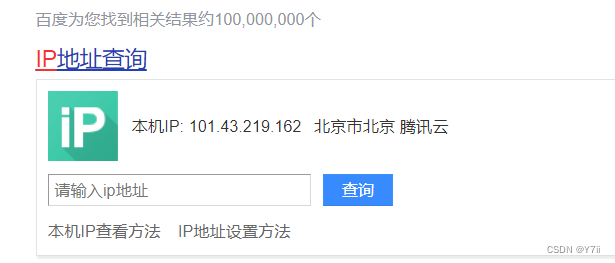 百度为您找到相关结果约100,000,000个
IP地址查询
iP
本机IP: 101.43.219.162 北京市北京 腾讯云
请输入ip地址 查询
本机IP查看方法 IP地址设置方法
CSDN @Y7ii